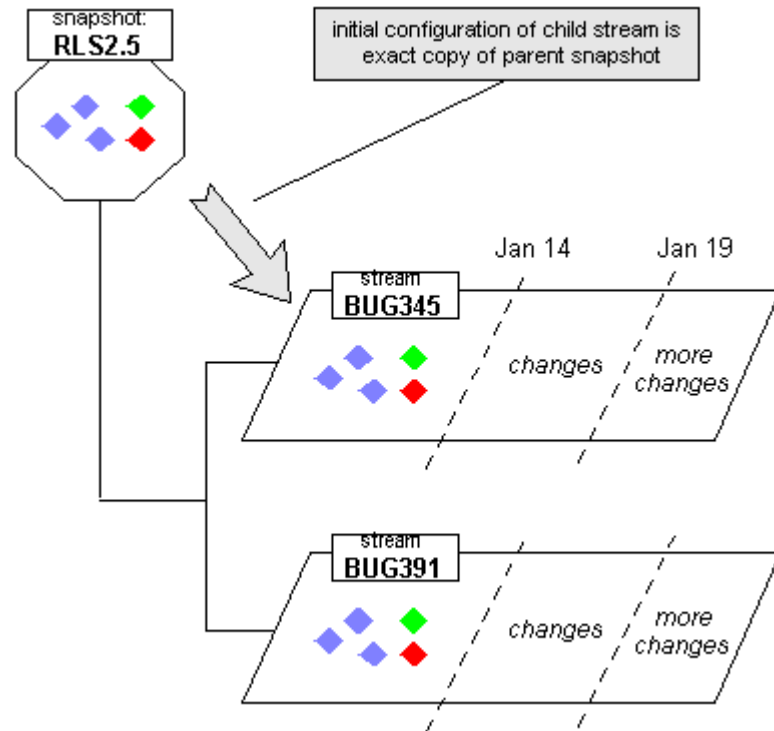 snapshot:
RLS2.5
initial configuration of child stream is
exact copy of parent snapshot
Jan 14
Jan 19
stream
BUG345
changes
more
changes
stream
BUG391
changes
more
changes